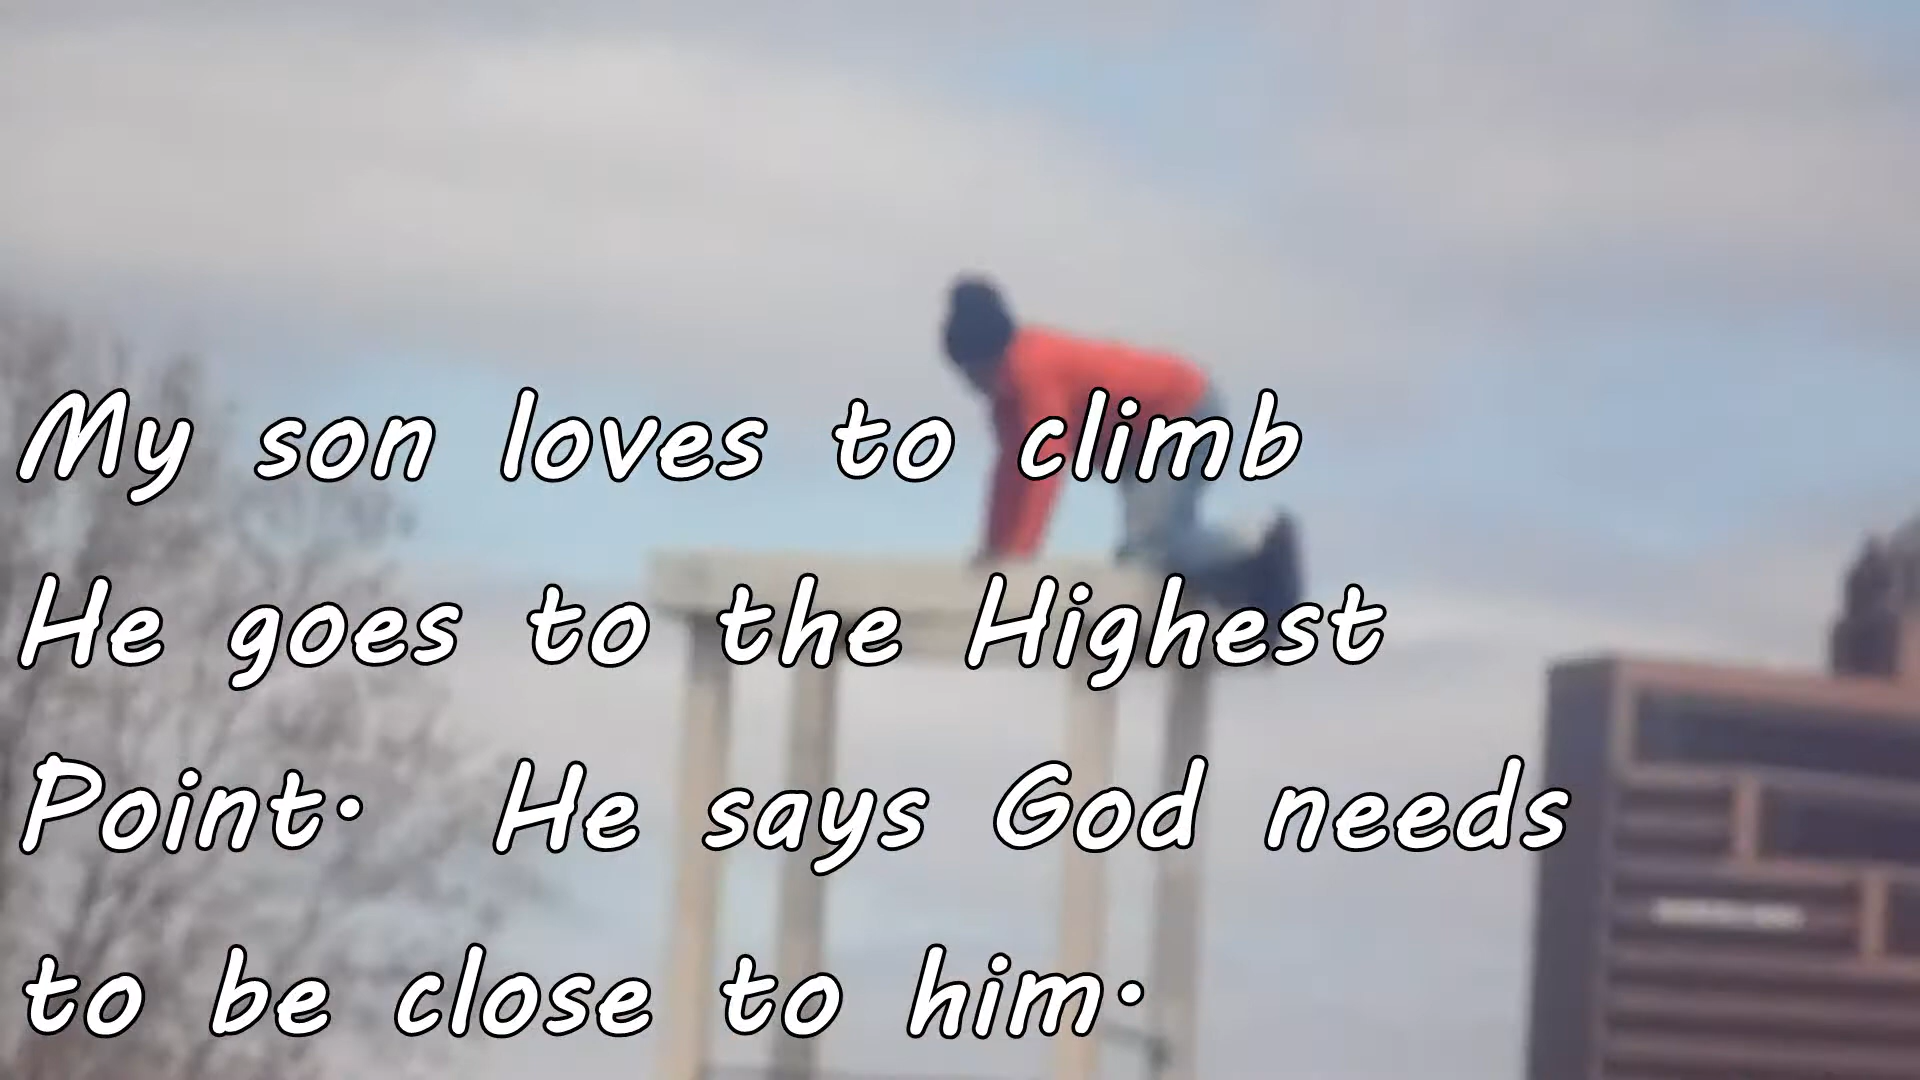 My son loves to climb
He goes to the Highest
Point. He says God needs
to be close to him.